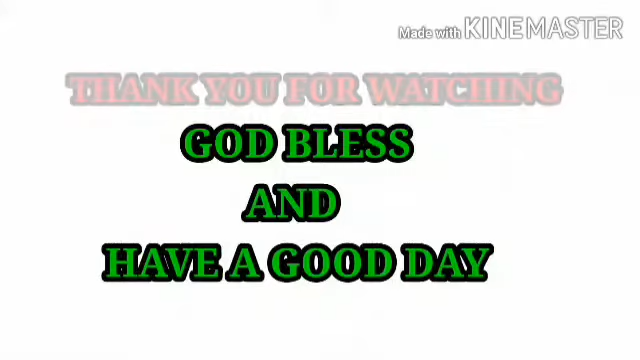 Made with KINEMASTER
THANK YOU FOR WATCHING
GOD BLESS
AND
HAVE A GOOD DAY